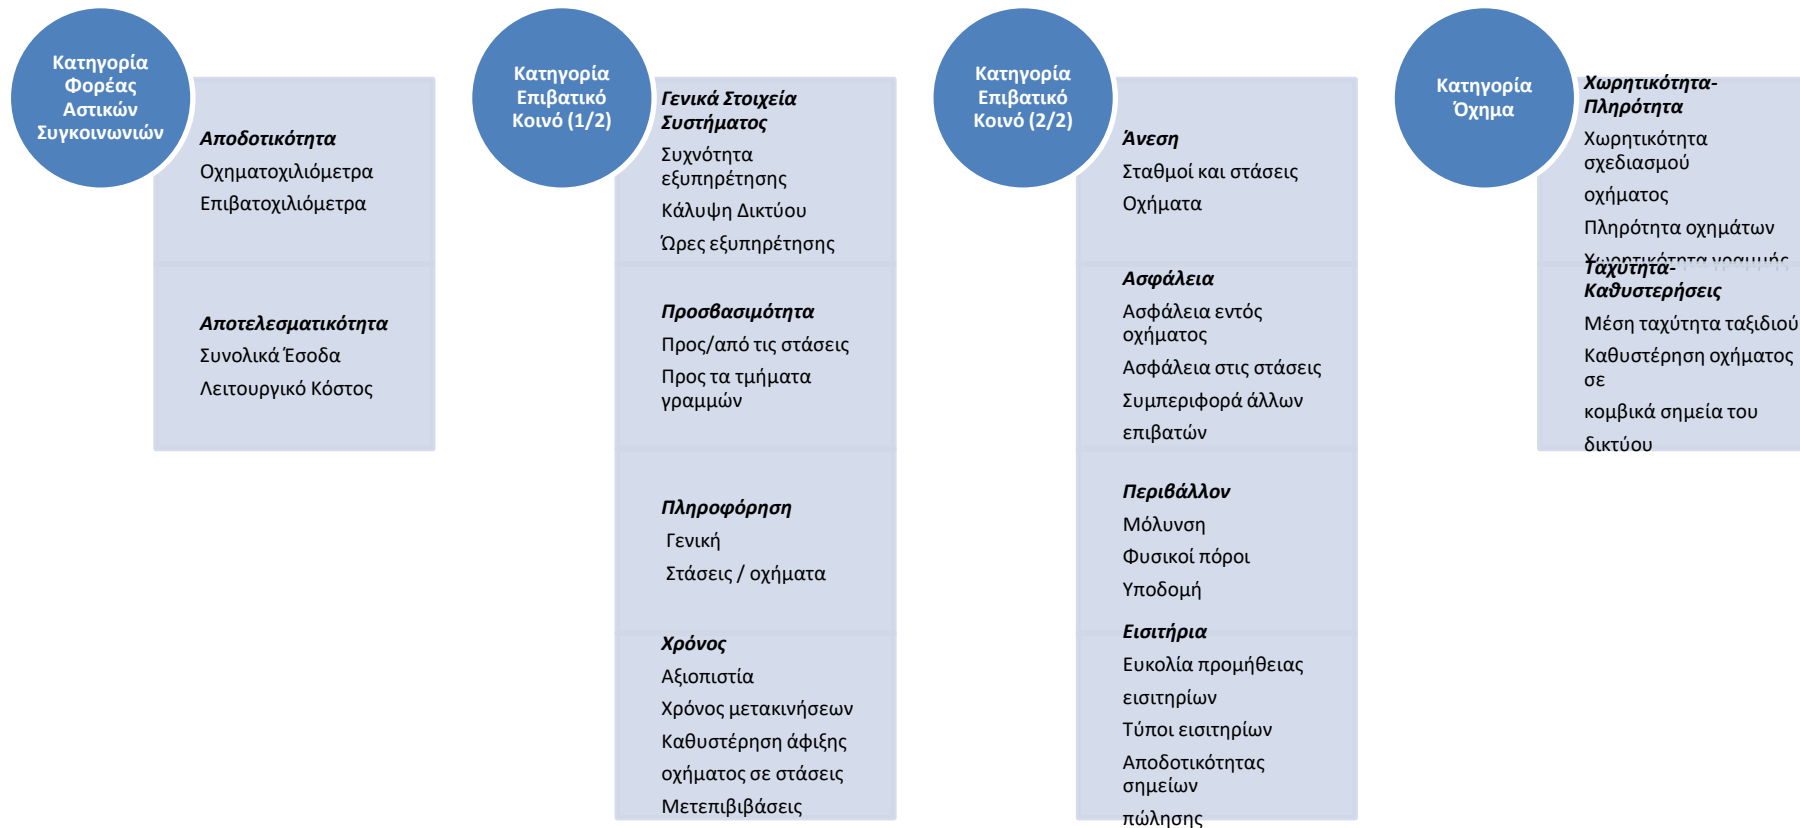 Κατηγορία
Φορέας
Αστικών
Συγκοινωνιών
Αποδοτικότητα
Οχηματοχιλιόμετρα
Επιβατοχιλιόμετρα
Αποτελεσματικότητα
Συνολικά Έσοδα
Λειτουργικό Κόστος
Κατηγορία
Επιβατικό
Κοινό (1/2)
Γενικά Στοιχεία
Συστήματος
Συχνότητα
εξυπηρέτησης
Κάλυψη Δικτύου
Ώρες εξυπηρέτησης
Προσβασιμότητα
Προς/από τις στάσεις
Προς τα τμήματα
γραμμών
Πληροφόρηση
Γενική
Στάσεις / οχήματα
Χρόνος
Αξιοπιστία
Χρόνος μετακινήσεων
Καθυστέρηση άφιξης
οχήματος σε στάσεις
Μετεπιβιβάσεις
Κατηγορία
Επιβατικό
Κοινό (2/2)
Άνεση
Σταθμοί και στάσεις
Οχήματα
Ασφάλεια
Ασφάλεια εντός
οχήματος
Ασφάλεια στις στάσεις
Συμπεριφορά άλλων
επιβατών
Περιβάλλον
Μόλυνση
Φυσικοί πόροι
Υποδομή
Εισιτήρια
Ευκολία προμήθειας
εισιτηρίων
Τύποι εισιτηρίων
Αποδοτικότητας
σημείων
πώλησης
Κατηγορία
Όχημα
Χωρητικότητα-
Πληρότητα
Χωρητικότητα
σχεδιασμού
οχήματος
Πληρότητα οχημάτων
Χωρητικότητα γραμμής
Ταχύτητα-
Καθυστερήσεις
Μέση ταχύτητα ταξιδιού
Καθυστέρηση οχήματος
σε
κομβικά σημεία του
δικτύου